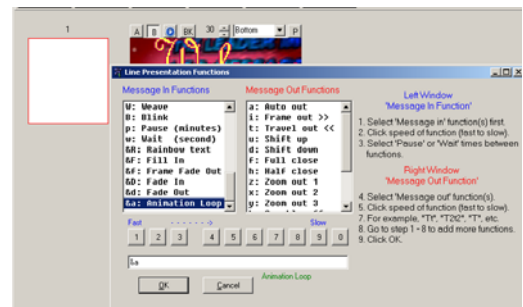 1
A B BK 30 Bottom P
Line Presentation Functions
Message In Functions
W: Weave
B: Blink
p: Pause (minutes)
w: Wait (second)
&R: Rainbow text
&F: Fill In
&f: Frame Fade Out
&D: Fade In
&d: Fade Out
&a: Animation Loop
Message Out Functions
a: Auto out
i: Frame out >>
t: Travel out <<
u: Shift up
d: Shift down
f: Full close
h: Half close
z: Zoom out 1
x: Zoom out 2
y: Zoom out 3
Left Window
'Message In Function'
1. Select 'Message in' function(s) first.
2. Click speed of function (fast to slow).
3. Select 'Pause' or 'Wait' times between
functions.
Right Window
'Message Out Function'
4. Select 'Message out' function(s).
5. Click speed of function (fast to slow).
7. For example, "Tt", "T2t2", "T", etc.
8. Go to step 1 - 8 to add more functions.
9. Click OK.
Fast - - - - - -> Slow
1 2 3 4 5 6 7 8 9 0
&a
OK Cancel Animation Loop